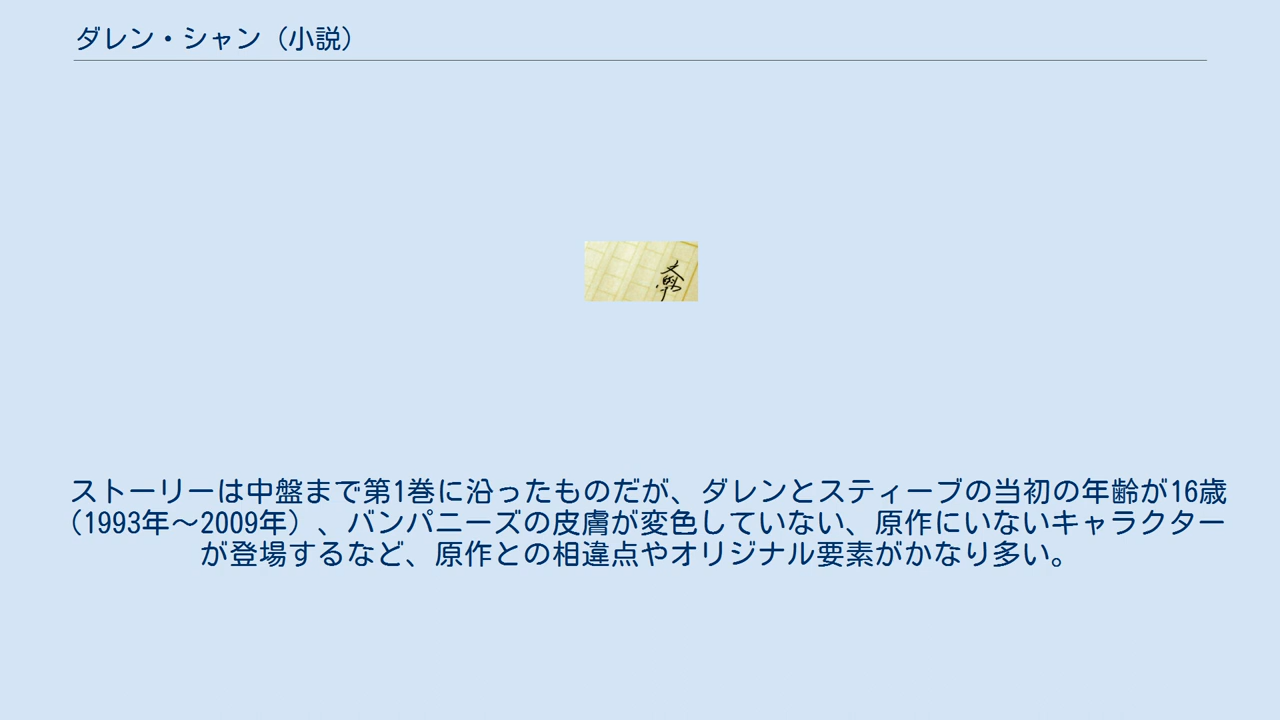 ダレン・シャン（小説）
ストーリーは中盤まで第1巻に沿ったものだが、ダレンとスティーブの当初の年齢が16歳
（1993年～2009年）、バンパニーズの皮膚が変色していない、原作にいないキャラクター
が登場するなど、原作との相違点やオリジナル要素がかなり多い。